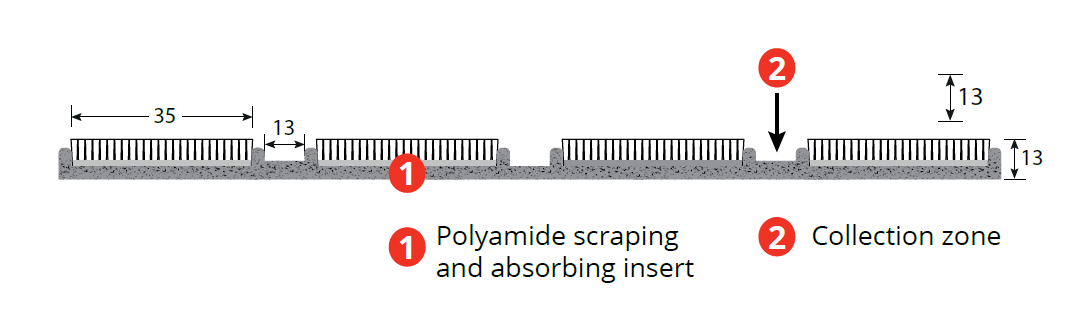 2
13
35
13
13
1
1 Polyamide scraping
and absorbing insert
2 Collection zone